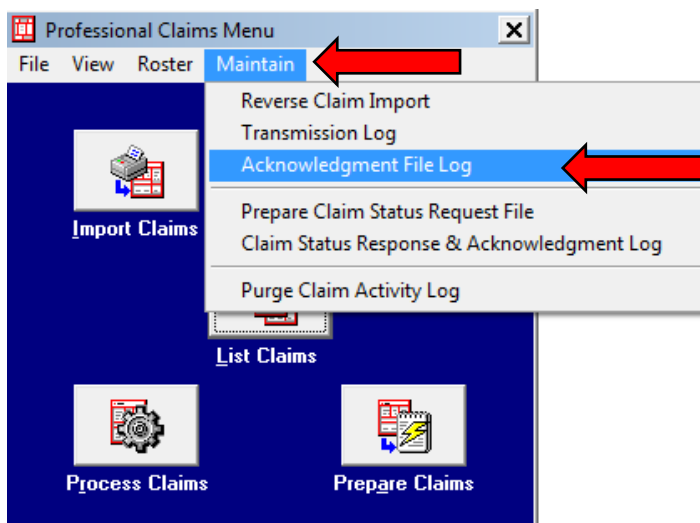 Professional Claims Menu
File View Roster Maintain
Reverse Claim Import
Transmission Log
Acknowledgment File Log
Prepare Claim Status Request File
Claim Status Response & Acknowledgment Log
Purge Claim Activity Log
Import Claims
List Claims
Process Claims
Prepare Claims